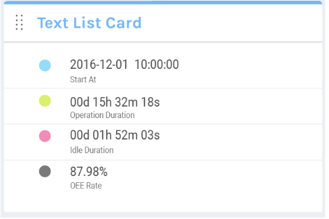 Text List Card
2016-12-01 10:00:00
Start At
00d 15h 32m 18s
Operation Duration
00d 01h 52m 03s
Idle Duration
87.98%
OEE Rate